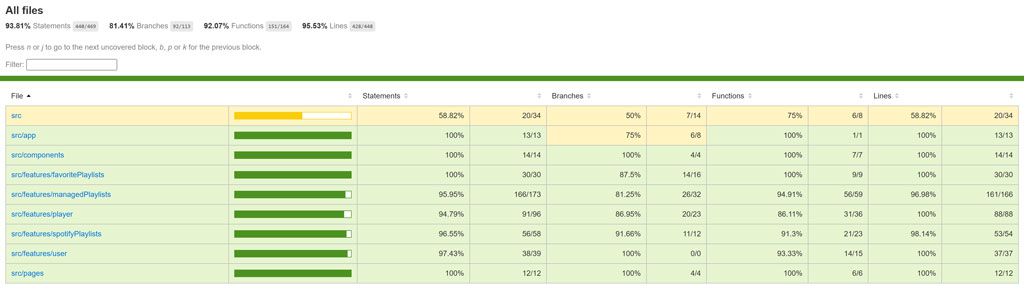 All files
93.81% Statements 440/469 81.41% Branches 92/113 92.07% Functions 151/164 95.53% Lines 428/448
Press n or j to go to the next uncovered block, b, p or k for the previous block.
Filter:
File Statements Branches Functions Lines
src 58.82% 20/34 50% 7/14 75% 6/8 58.82% 20/34
src/app 100% 13/13 75% 6/8 100% 1/1 100% 13/13
src/components 100% 14/14 100% 4/4 100% 7/7 100% 14/14
src/features/favoritePlaylists 100% 30/30 87.5% 14/16 100% 9/9 100% 30/30
src/features/managedPlaylists 95.95% 166/173 81.25% 26/32 94.91% 56/59 96.98% 161/166
src/features/player 94.79% 91/96 86.95% 20/23 86.11% 31/36 100% 88/88
src/features/spotifyPlaylists 96.55% 56/58 91.66% 11/12 91.3% 21/23 98.14% 53/54
src/features/user 97.43% 38/39 100% 0/0 93.33% 14/15 100% 37/37
src/pages 100% 12/12 100% 4/4 100% 6/6 100% 12/12